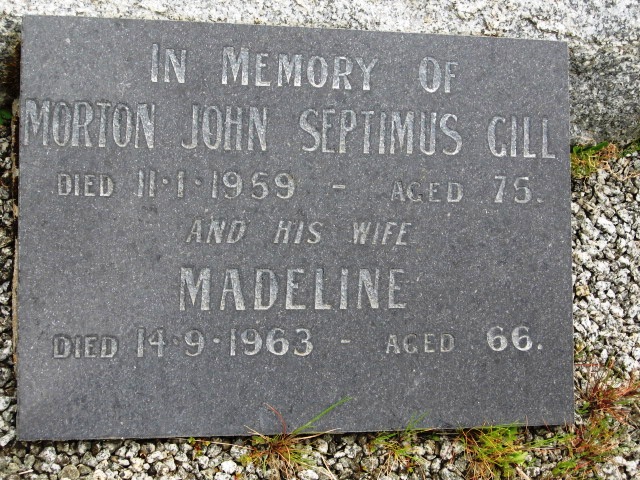 IN MEMORY OF
MORTON JOHN SEPTIMUS GILL
DIED 11·1·1959 - AGED 75.
AND HIS WIFE
MADELINE
DIED 14·9·1963 - AGED 66.